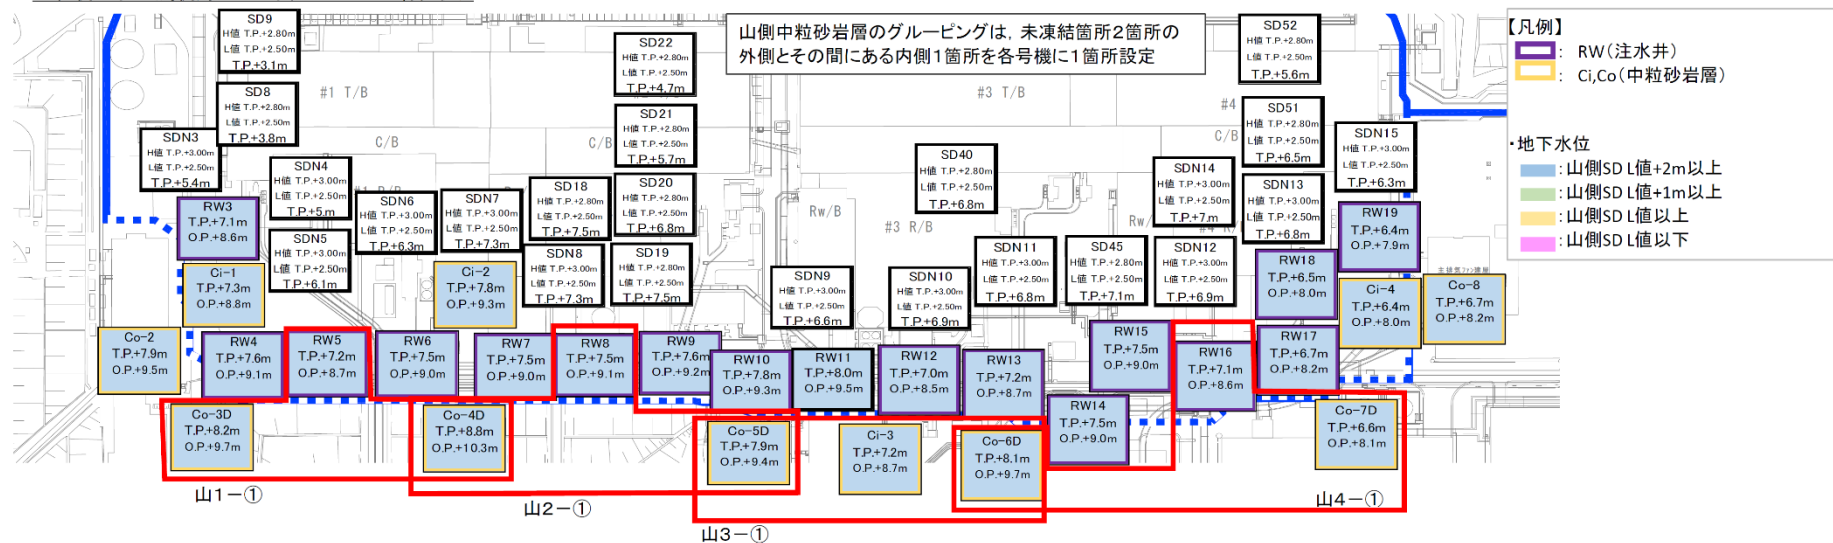 山側中粒砂岩層のグルーピングは，未凍結箇所2箇所の
外側とその間にある内側1箇所を各号機に1箇所設定
【凡例】
： RW（注水井）
： Ci,Co（中粒砂岩層）
・地下水位
：山側SD L値+2m以上
：山側SD L値+1m以上
：山側SD L値以上
：山側SD L値以下
SD9
H値 T.P.+2.80m
L値 T.P.+2.50m
T.P.+3.1m
SD8
H値 T.P.+2.80m
L値 T.P.+2.50m
T.P.+3.8m
SDN3
H値 T.P.+3.00m
L値 T.P.+2.50m
T.P.+5.4m
SDN4
H値 T.P.+3.00m
L値 T.P.+2.50m
T.P.+5m
SDN5
H値 T.P.+3.00m
L値 T.P.+2.50m
T.P.+6.1m
SDN6
H値 T.P.+3.00m
L値 T.P.+2.50m
T.P.+6.3m
SDN7
H値 T.P.+3.00m
L値 T.P.+2.50m
T.P.+7.3m
SD18
H値 T.P.+2.80m
L値 T.P.+2.50m
T.P.+7.5m
SDN8
H値 T.P.+3.00m
L値 T.P.+2.50m
T.P.+7.3m
SD22
H値 T.P.+2.80m
L値 T.P.+2.50m
T.P.+4.7m
SD21
H値 T.P.+2.80m
L値 T.P.+2.50m
T.P.+5.7m
SD20
H値 T.P.+2.80m
L値 T.P.+2.50m
T.P.+6.8m
SD19
H値 T.P.+2.80m
L値 T.P.+2.50m
T.P.+7.5m
SDN9
H値 T.P.+3.00m
L値 T.P.+2.50m
T.P.+6.6m
SD40
H値 T.P.+2.80m
L値 T.P.+2.50m
T.P.+6.8m
SDN10
H値 T.P.+3.00m
L値 T.P.+2.50m
T.P.+6.9m
SDN11
H値 T.P.+3.00m
L値 T.P.+2.50m
T.P.+6.8m
SD45
H値 T.P.+2.80m
L値 T.P.+2.50m
T.P.+7.1m
SDN14
H値 T.P.+3.00m
L値 T.P.+2.50m
T.P.+7m
SDN12
H値 T.P.+3.00m
L値 T.P.+2.50m
T.P.+6.9m
SD52
H値 T.P.+2.80m
L値 T.P.+2.50m
T.P.+5.6m
SD51
H値 T.P.+2.80m
L値 T.P.+2.50m
T.P.+6.5m
SDN13
H値 T.P.+3.00m
L値 T.P.+2.50m
T.P.+6.8m
SDN15
H値 T.P.+3.00m
L値 T.P.+2.50m
T.P.+6.3m
#1 T/B
C/B
C/B
#3 T/B
#4
C/B
Rw/B
#3 R/B
主排気ファン建屋
RW3
T.P.+7.1m
O.P.+8.6m
Ci-1
T.P.+7.3m
O.P.+8.8m
Co-2
T.P.+7.9m
O.P.+9.5m
RW4
T.P.+7.6m
O.P.+9.1m
RW5
T.P.+7.2m
O.P.+8.7m
RW6
T.P.+7.5m
O.P.+9.0m
Ci-2
T.P.+7.8m
O.P.+9.3m
RW7
T.P.+7.5m
O.P.+9.0m
RW8
T.P.+7.5m
O.P.+9.1m
RW9
T.P.+7.6m
O.P.+9.2m
RW10
T.P.+7.8m
O.P.+9.3m
RW11
T.P.+8.0m
O.P.+9.5m
RW12
T.P.+7.0m
O.P.+8.5m
RW13
T.P.+7.2m
O.P.+8.7m
RW14
T.P.+7.5m
O.P.+9.0m
RW15
T.P.+7.5m
O.P.+9.0m
RW16
T.P.+7.1m
O.P.+8.6m
RW17
T.P.+6.7m
O.P.+8.2m
RW18
T.P.+6.5m
O.P.+8.0m
RW19
T.P.+6.4m
O.P.+7.9m
Ci-4
T.P.+6.4m
O.P.+8.0m
Co-8
T.P.+6.7m
O.P.+8.2m
Co-3D
T.P.+8.2m
O.P.+9.7m
Co-4D
T.P.+8.8m
O.P.+10.3m
Co-5D
T.P.+7.9m
O.P.+9.4m
Ci-3
T.P.+7.2m
O.P.+8.7m
Co-6D
T.P.+8.1m
O.P.+9.7m
Co-7D
T.P.+6.6m
O.P.+8.1m
山1－①
山2－①
山3－①
山4－①